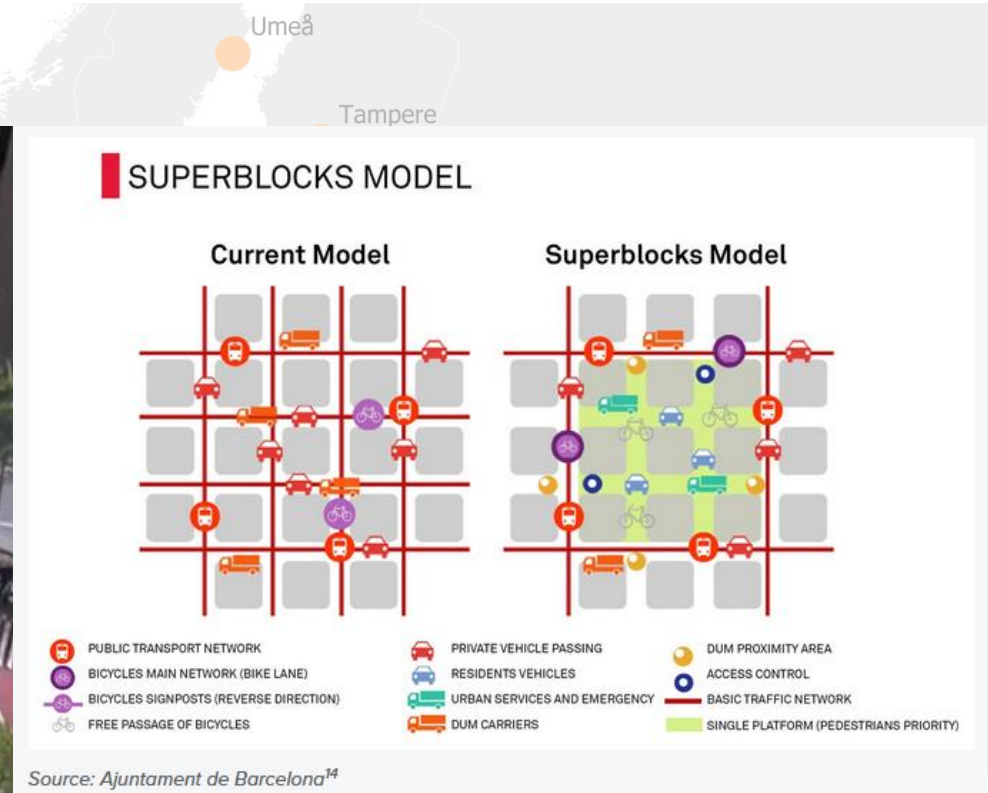 Umeå
Tampere
SUPERBLOCKS MODEL
Current Model
Superblocks Model
PUBLIC TRANSPORT NETWORK
BICYCLES MAIN NETWORK (BIKE LANE)
BICYCLES SIGNPOSTS (REVERSE DIRECTION)
FREE PASSAGE OF BICYCLES
PRIVATE VEHICLE PASSING
RESIDENTS VEHICLES
URBAN SERVICES AND EMERGENCY
DUM CARRIERS
DUM PROXIMITY AREA
ACCESS CONTROL
BASIC TRAFFIC NETWORK
SINGLE PLATFORM (PEDESTRIANS PRIORITY)
Source: Ajuntament de Barcelona¹⁴